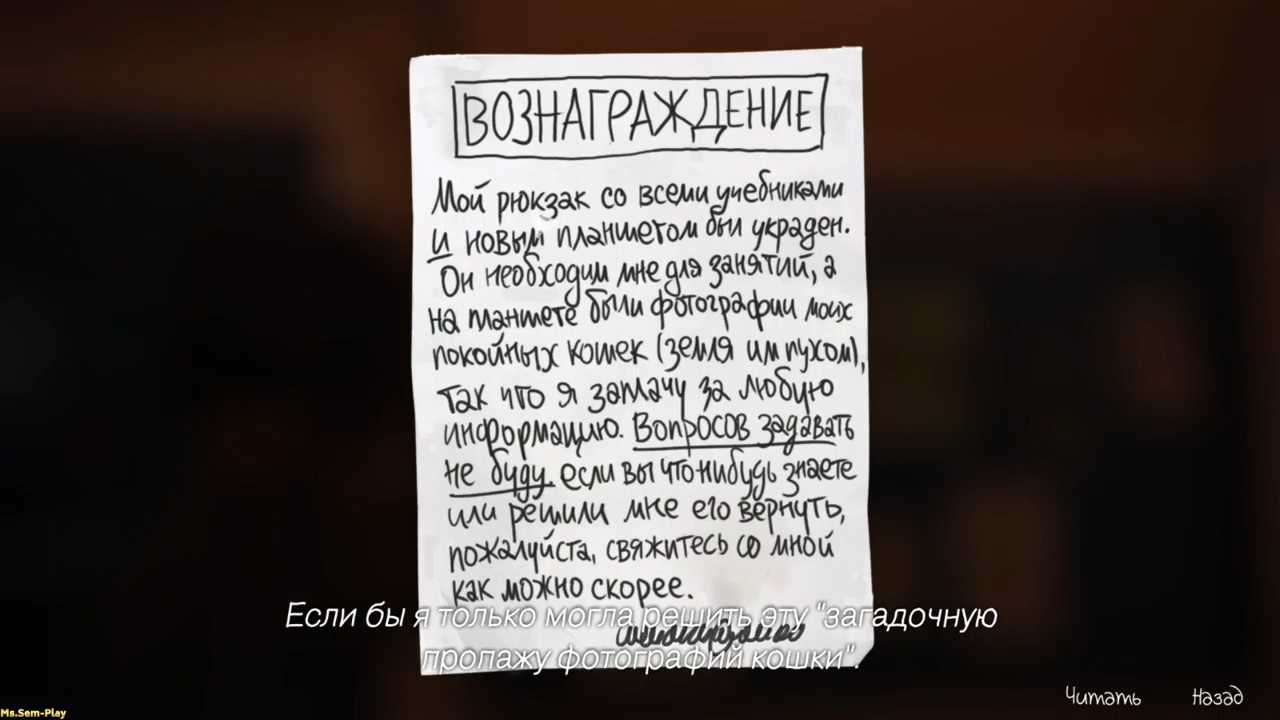 ВОЗНАГРАЖДЕНИЕ
Мой рюкзак со всеми учебниками
и новым планшетом был украден.
Он необходим мне для занятий, а
на планшете были фотографии моих
покойных кошек (земля им пухом),
так что я заплачу за любую
информацию. Вопросов задавать
не буду. если вы что-нибудь знаете
или решили мне его вернуть,
пожалуйста, свяжитесь со мной
как можно скорее.
Если бы я только могла решить эту "загадочную
пропажу фотографий кошки".
Читать Назад
Ms.Sem-Play